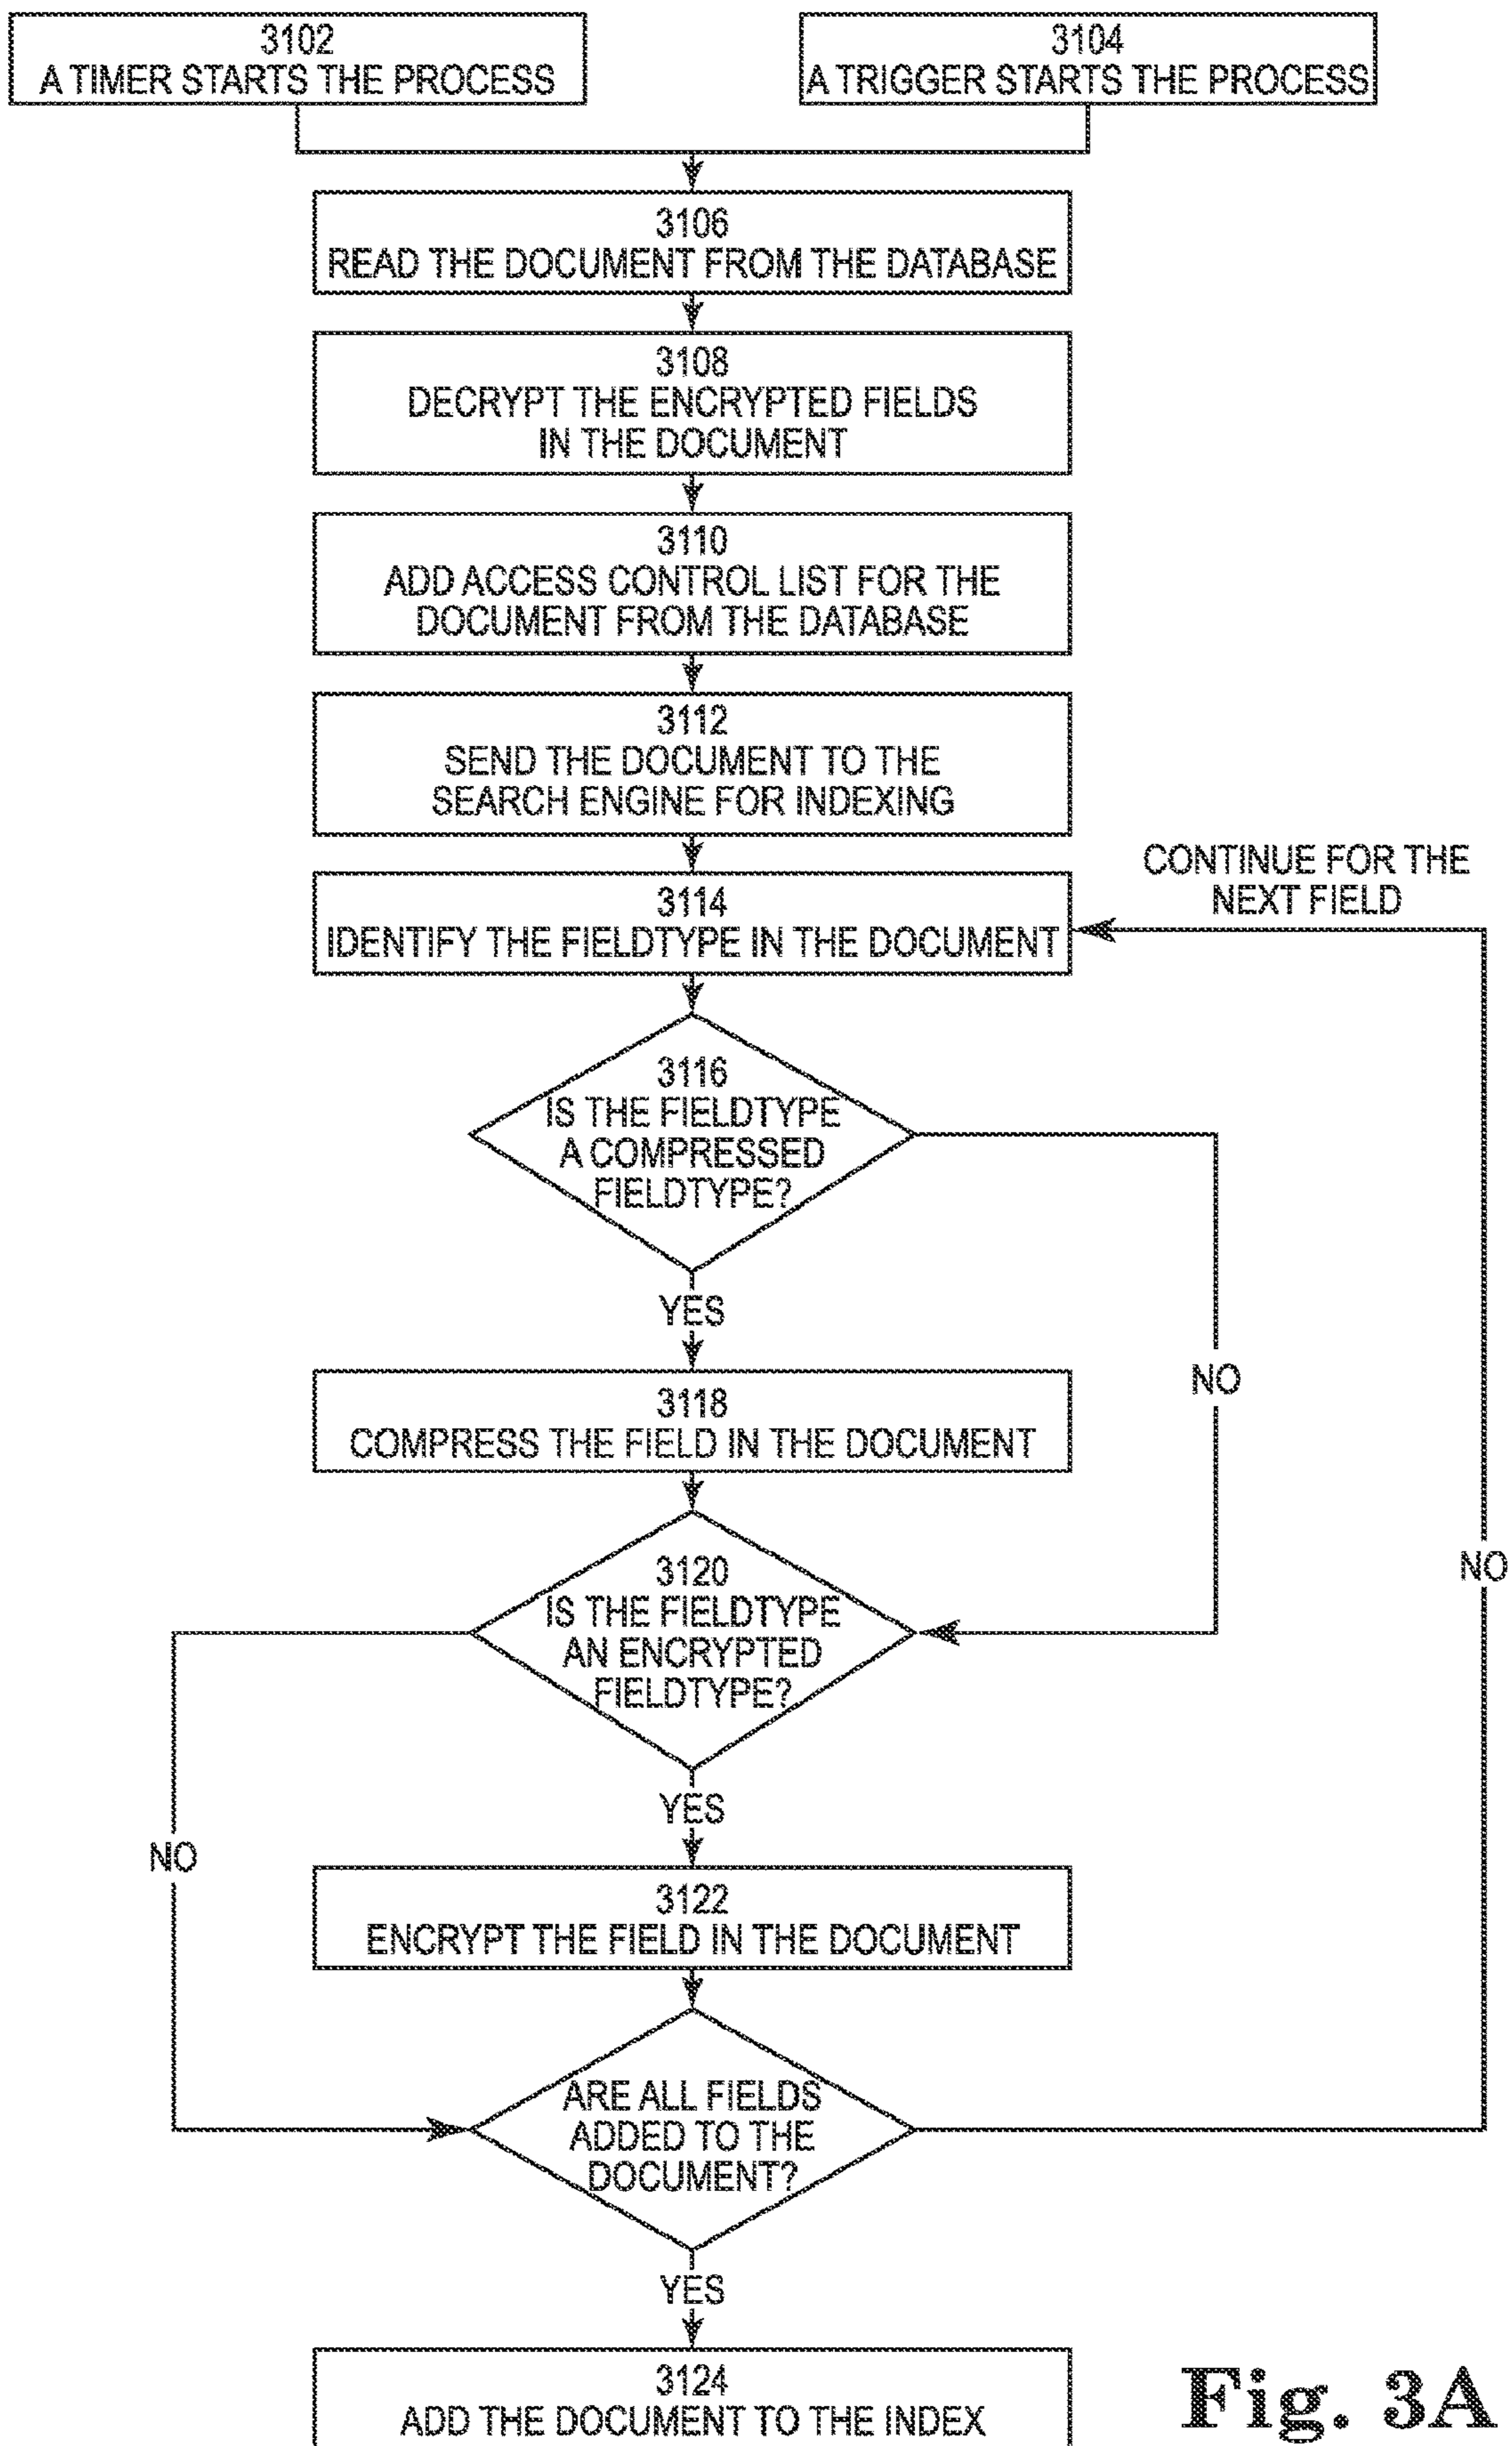 3102
A TIMER STARTS THE PROCESS
3104
A TRIGGER STARTS THE PROCESS
3106
READ THE DOCUMENT FROM THE DATABASE
3108
DECRYPT THE ENCRYPTED FIELDS
IN THE DOCUMENT
3110
ADD ACCESS CONTROL LIST FOR THE
DOCUMENT FROM THE DATABASE
3112
SEND THE DOCUMENT TO THE
SEARCH ENGINE FOR INDEXING
CONTINUE FOR THE
NEXT FIELD
3114
IDENTIFY THE FIELDTYPE IN THE DOCUMENT
3116
IS THE FIELDTYPE
A COMPRESSED
FIELDTYPE?
YES
NO
3118
COMPRESS THE FIELD IN THE DOCUMENT
3120
IS THE FIELDTYPE
AN ENCRYPTED
FIELDTYPE?
NO
YES
NO
3122
ENCRYPT THE FIELD IN THE DOCUMENT
ARE ALL FIELDS
ADDED TO THE
DOCUMENT?
YES
3124
ADD THE DOCUMENT TO THE INDEX
Fig. 3A